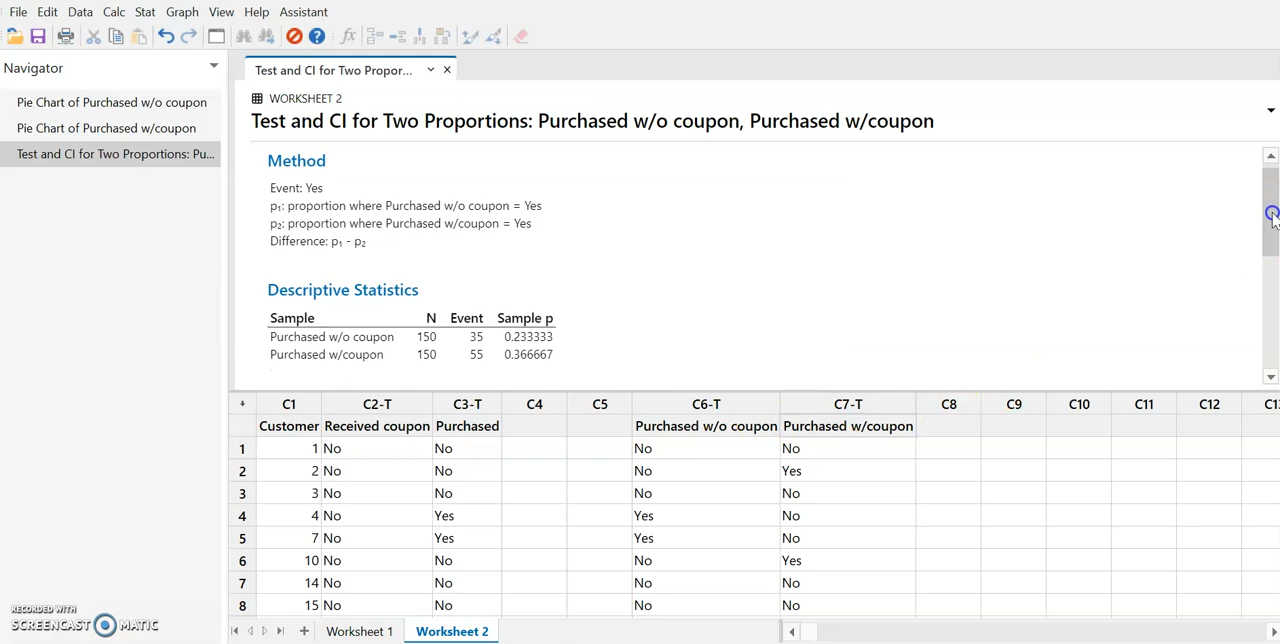 File Edit Data Calc Stat Graph View Help Assistant
Navigator
Pie Chart of Purchased w/o coupon
Pie Chart of Purchased w/coupon
Test and CI for Two Proportions: Pu...
Test and CI for Two Propor...
WORKSHEET 2
Test and CI for Two Proportions: Purchased w/o coupon, Purchased w/coupon
Method
Event: Yes
p₁: proportion where Purchased w/o coupon = Yes
p₂: proportion where Purchased w/coupon = Yes
Difference: p₁ - p₂
Descriptive Statistics
Sample N Event Sample p
Purchased w/o coupon 150 35 0.233333
Purchased w/coupon 150 55 0.366667
C1 C2-T C3-T C4 C5 C6-T C7-T C8 C9 C10 C11 C12 C13
Customer Received coupon Purchased Purchased w/o coupon Purchased w/coupon
1 1 No No No No
2 2 No No No Yes
3 3 No No No No
4 4 No Yes Yes No
5 7 No Yes Yes No
6 10 No No No Yes
7 14 No No No No
8 15 No No No No
Worksheet 1 Worksheet 2
RECORDED WITH
SCREENCAST MATIC